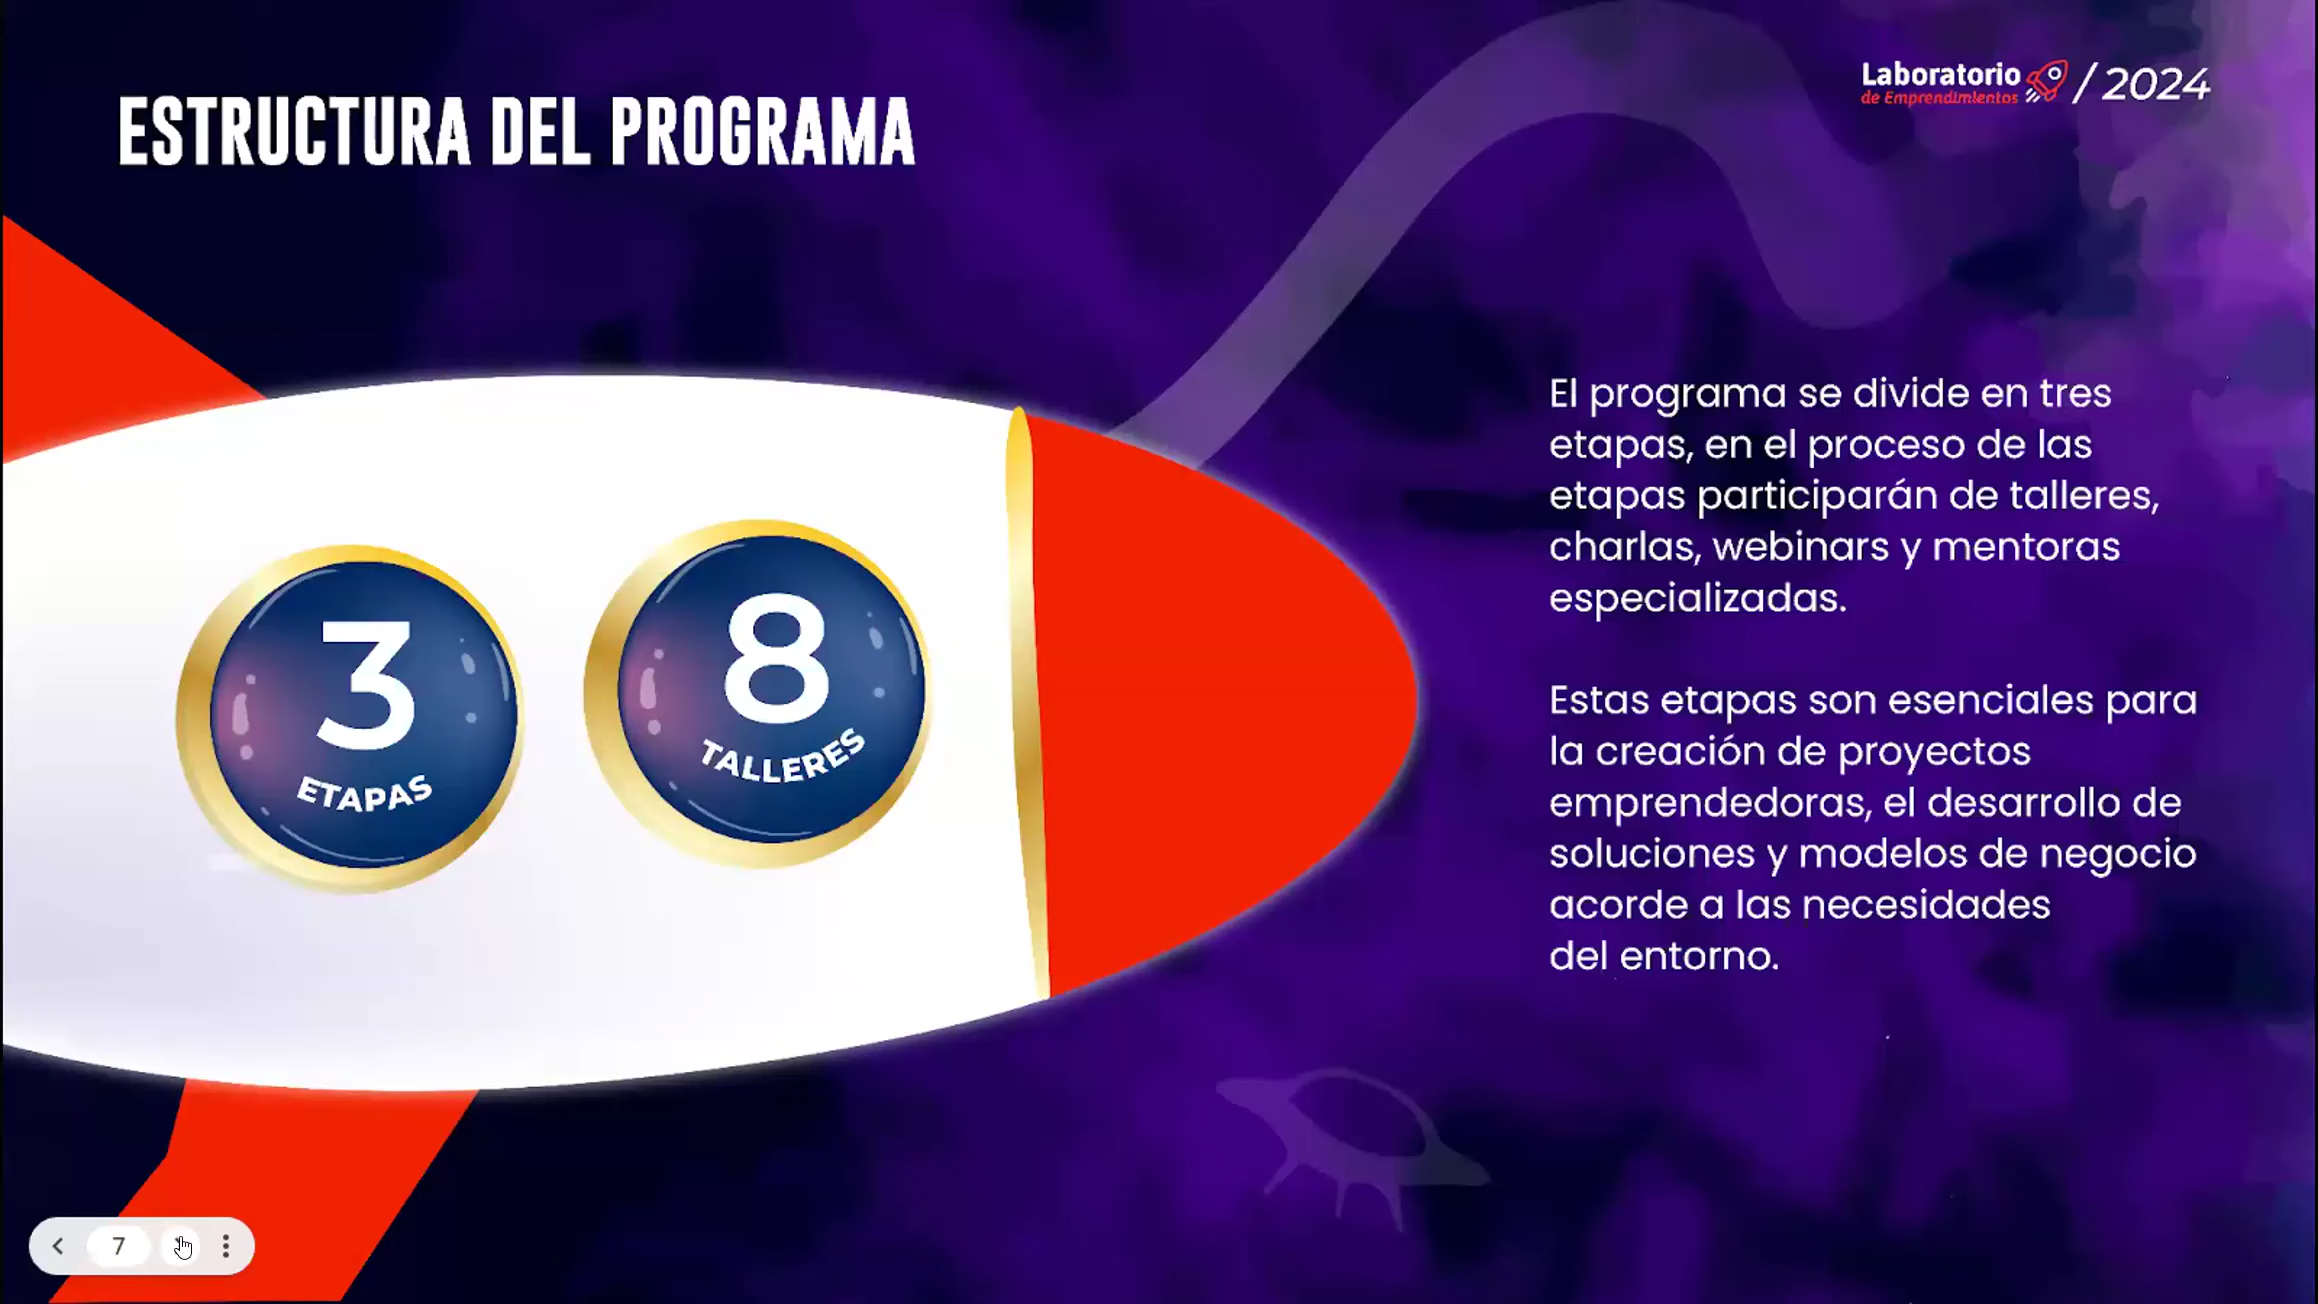 Laboratorio
de Emprendimientos / 2024
ESTRUCTURA DEL PROGRAMA
3
ETAPAS
8
TALLERES
El programa se divide en tres
etapas, en el proceso de las
etapas participarán de talleres,
charlas, webinars y mentoras
especializadas.
Estas etapas son esenciales para
la creación de proyectos
emprendedoras, el desarrollo de
soluciones y modelos de negocio
acorde a las necesidades
del entorno.
7